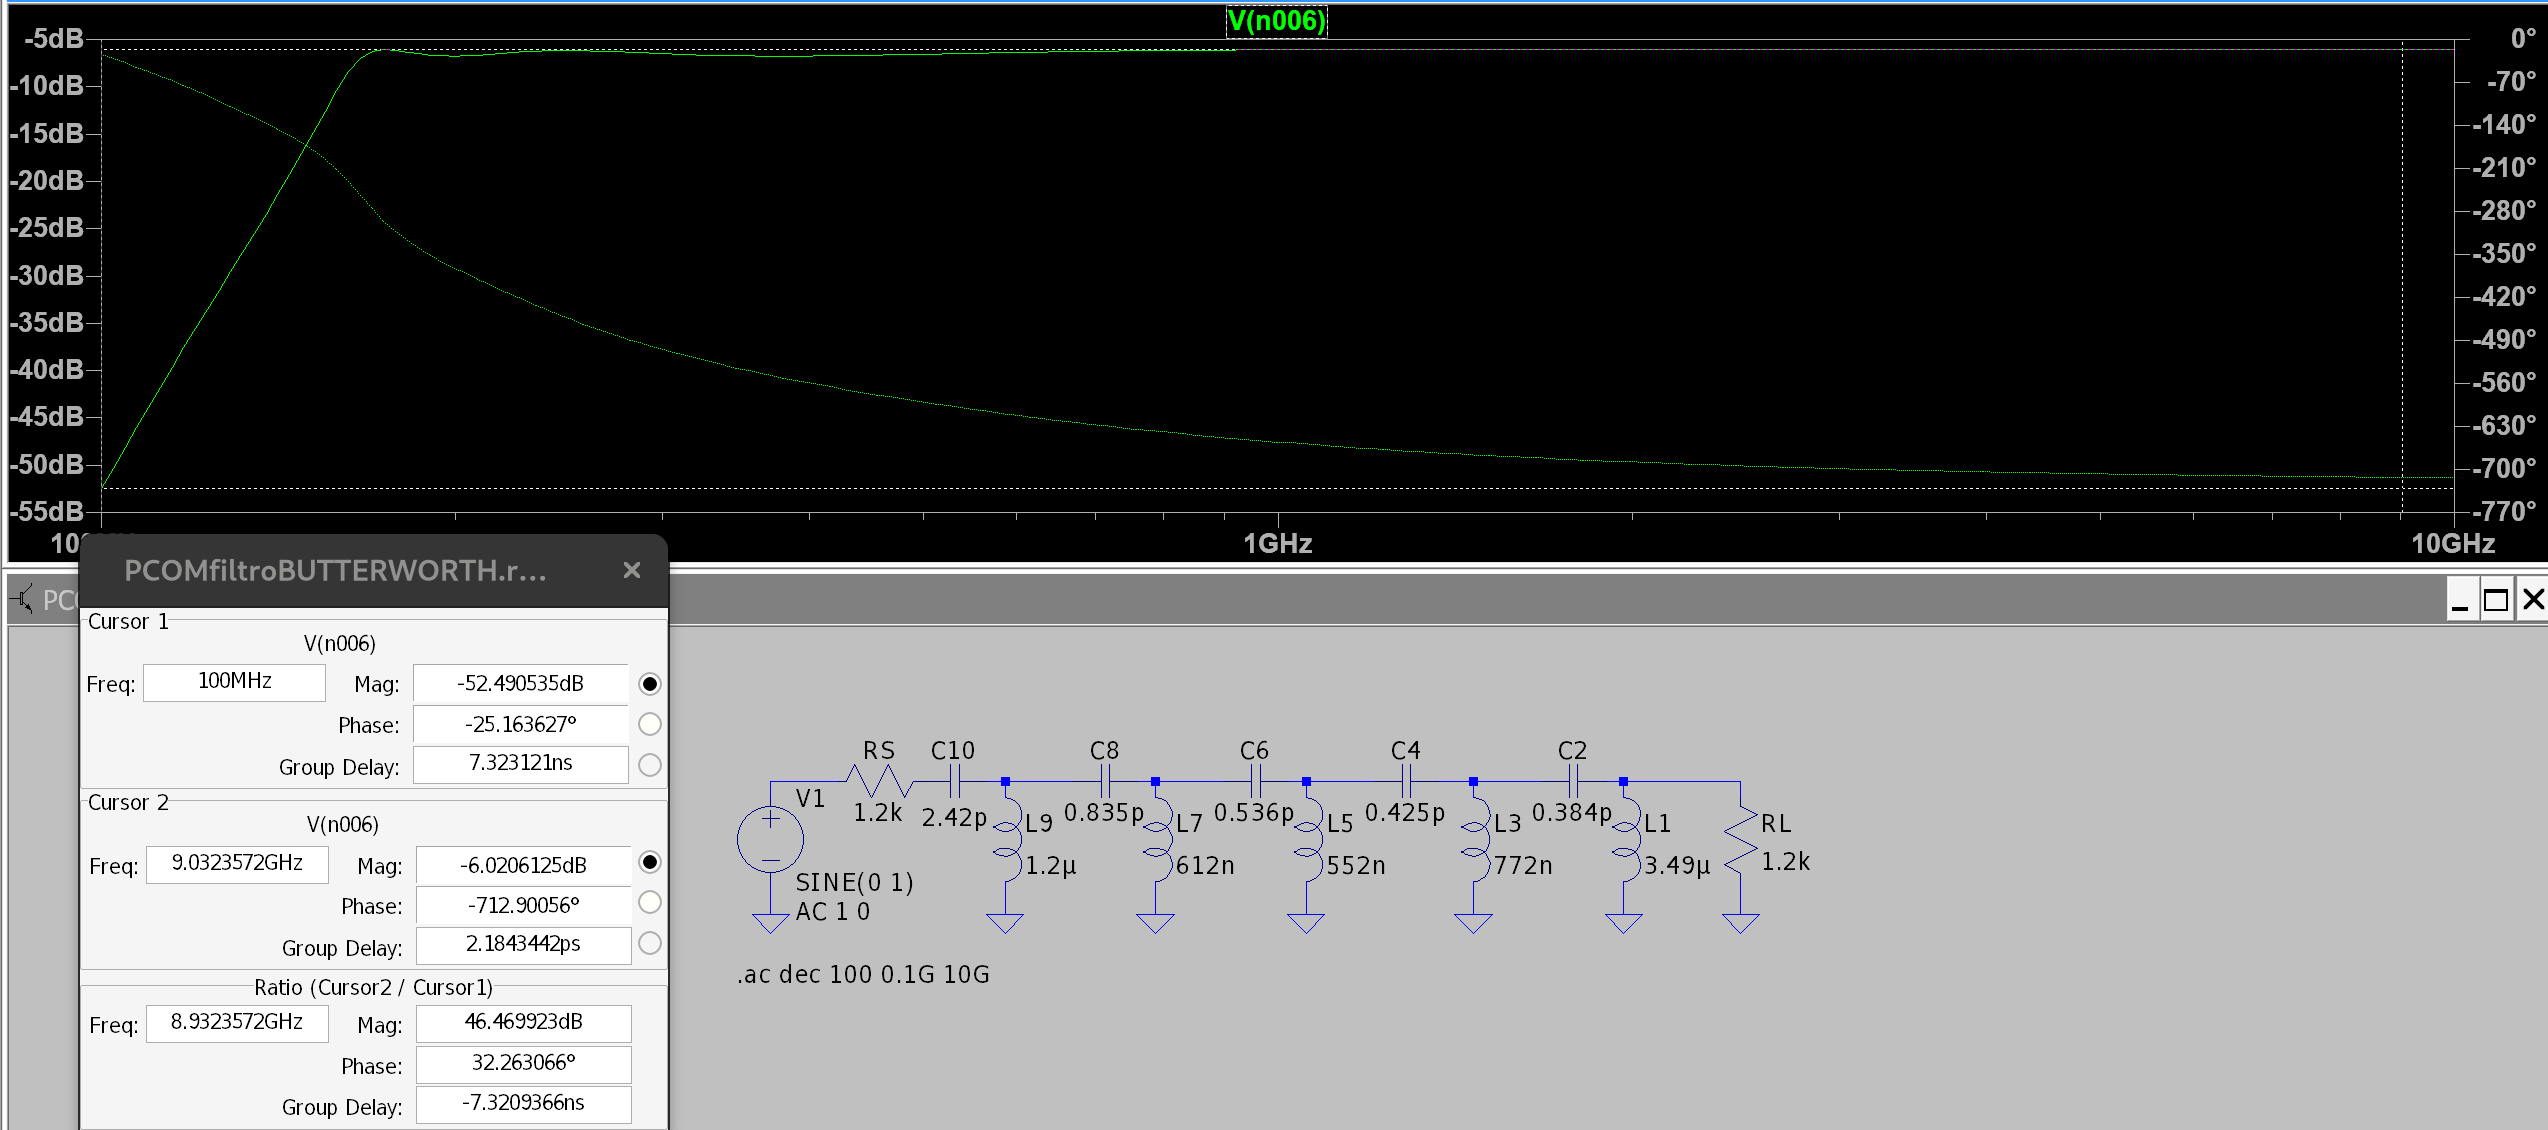 V(n006)
-5dB
-10dB
-15dB
-20dB
-25dB
-30dB
-35dB
-40dB
-45dB
-50dB
-55dB
0°
-70°
-140°
-210°
-280°
-350°
-420°
-490°
-560°
-630°
-700°
-770°
10
1GHz
10GHz
PCOMfiltroBUTTERWORTH.r...
PCO
Cursor 1
V(n006)
Freq: 100MHz Mag: -52.490535dB
Phase: -25.163627°
Group Delay: 7.323121ns
Cursor 2
V(n006)
Freq: 9.0323572GHz Mag: -6.0206125dB
Phase: -712.90056°
Group Delay: 2.1843442ps
Ratio (Cursor2 / Cursor1)
Freq: 8.9323572GHz Mag: 46.469923dB
Phase: 32.263066°
Group Delay: -7.3209366ns
RS C10 C8 C6 C4 C2
V1 1.2k 2.42p 0.835p 0.536p 0.425p 0.384p
L9 L7 L5 L3 L1 RL
1.2µ 612n 552n 772n 3.49µ 1.2k
SINE(0 1)
AC 1 0
.ac dec 100 0.1G 10G